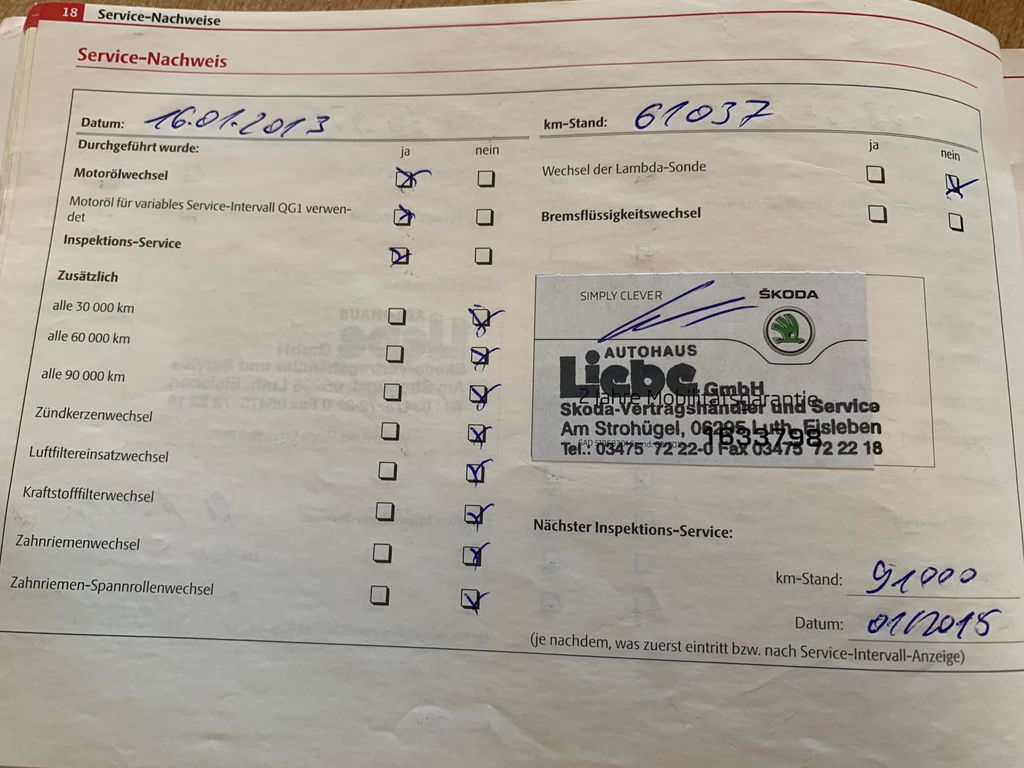 18 Service-Nachweise
Service-Nachweis
Datum: 16.01.2013
km-Stand: 61037
Durchgeführt wurde:
ja nein
Motorölwechsel
Motoröl für variables Service-Intervall QG1 verwen-
det
Inspektions-Service
Zusätzlich
alle 30 000 km
alle 60 000 km
alle 90 000 km
Zündkerzenwechsel
Luftfiltereinsatzwechsel
Kraftstofffilterwechsel
Zahnriemenwechsel
Zahnriemen-Spannrollenwechsel
ja nein
Wechsel der Lambda-Sonde
Bremsflüssigkeitswechsel
SIMPLY CLEVER ŠKODA
AUTOHAUS
Liebe GmbH
2 Jahre Mobilitätsgarantie
Skoda-Vertragshändler und Service
Am Strohügel, 06295 Luth. Eisleben
1633798
Tel.: 03475 72 22-0 Fax 03475 72 22 18
Nächster Inspektions-Service:
km-Stand: 91000
Datum: 01/2015
(je nachdem, was zuerst eintritt bzw. nach Service-Intervall-Anzeige)